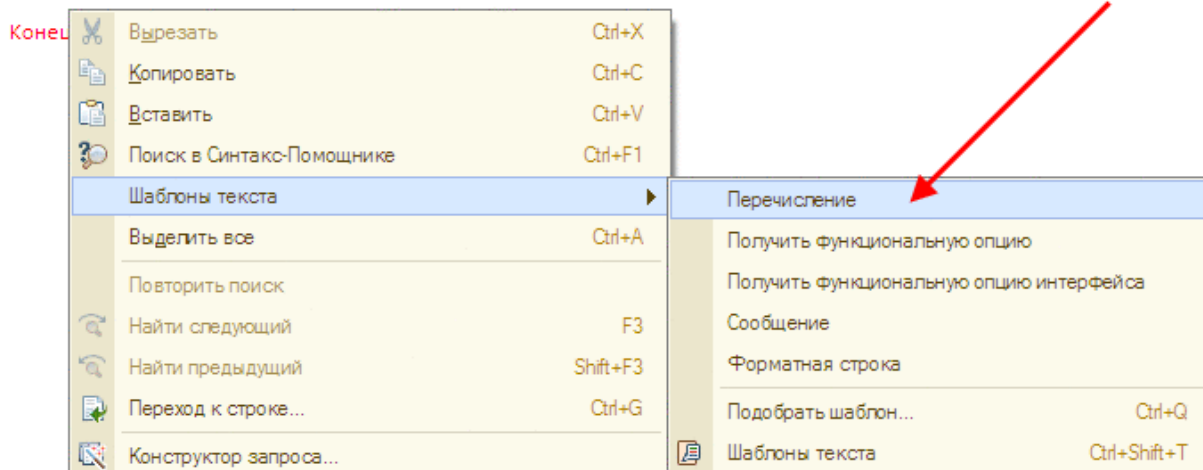 Конец
Вырезать Ctrl+X
Копировать Ctrl+C
Вставить Ctrl+V
Поиск в Синтакс-Помощнике Ctrl+F1
Шаблоны текста
Выделить все Ctrl+A
Повторить поиск
Найти следующий F3
Найти предыдущий Shift+F3
Переход к строке... Ctrl+G
Конструктор запроса...
Перечисление
Получить функциональную опцию
Получить функциональную опцию интерфейса
Сообщение
Форматная строка
Подобрать шаблон... Ctrl+Q
Шаблоны текста Ctrl+Shift+T